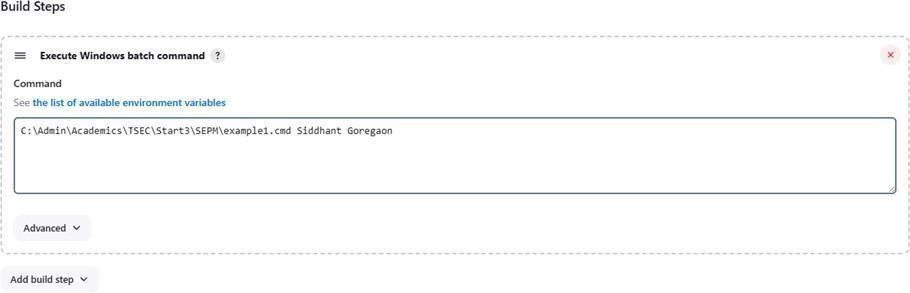 Build Steps
Execute Windows batch command ?
Command
See the list of available environment variables
C:\Admin\Academics\TSEC\Start3\SEPM\example1.cmd Siddhant Goregaon
Advanced
Add build step